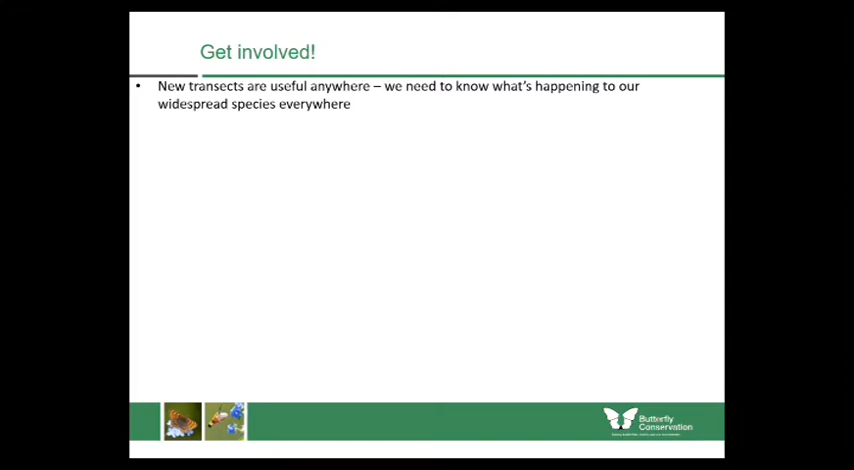 Get involved!
• New transects are useful anywhere – we need to know what's happening to our
widespread species everywhere
Butterfly
Conservation